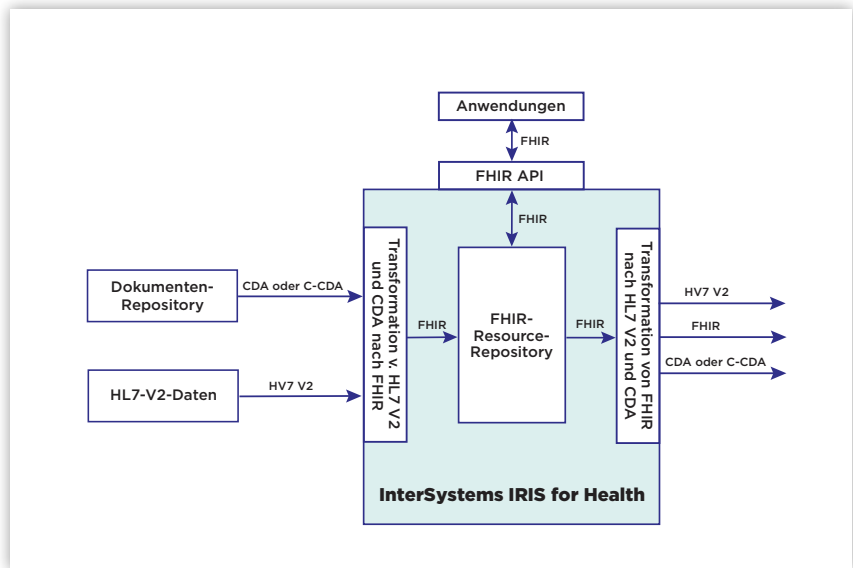 Anwendungen
FHIR
FHIR API
FHIR
Dokumenten-
Repository
CDA oder C-CDA
HL7-V2-Daten
HV7 V2
Transformation v. HL7 V2
und CDA nach FHIR
FHIR
FHIR-
Resource-
Repository
FHIR
Transformation von FHIR
nach HL7 V2 und CDA
HV7 V2
FHIR
CDA oder C-CDA
InterSystems IRIS for Health